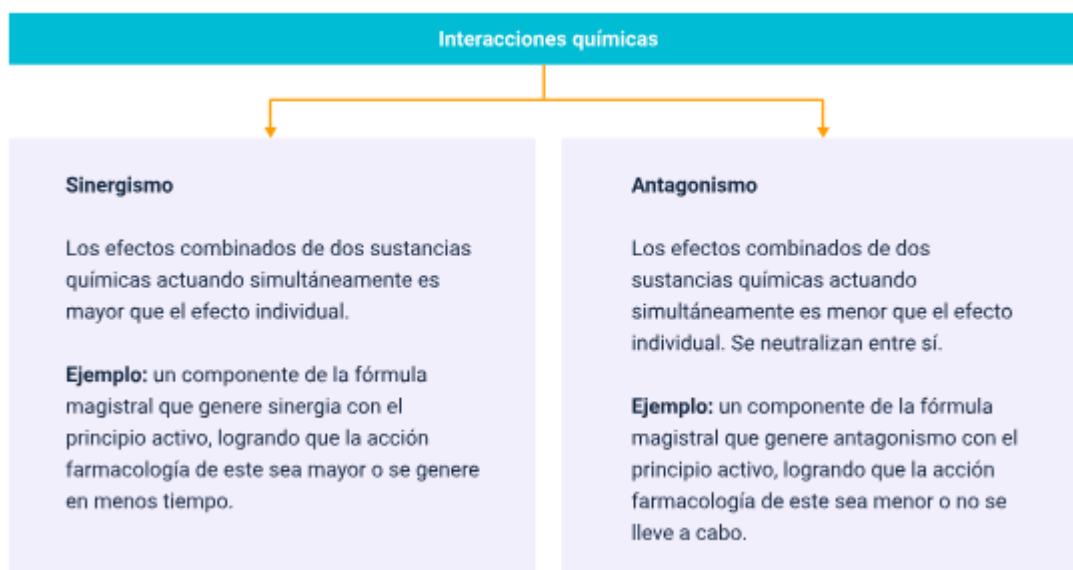 Interacciones químicas
Sinergismo
Los efectos combinados de dos sustancias
químicas actuando simultáneamente es
mayor que el efecto individual.
Ejemplo: un componente de la fórmula
magistral que genere sinergia con el
principio activo, logrando que la acción
farmacología de este sea mayor o se genere
en menos tiempo.
Antagonismo
Los efectos combinados de dos
sustancias químicas actuando
simultáneamente es menor que el efecto
individual. Se neutralizan entre sí.
Ejemplo: un componente de la fórmula
magistral que genere antagonismo con el
principio activo, logrando que la acción
farmacología de este sea menor o no se
lleve a cabo.